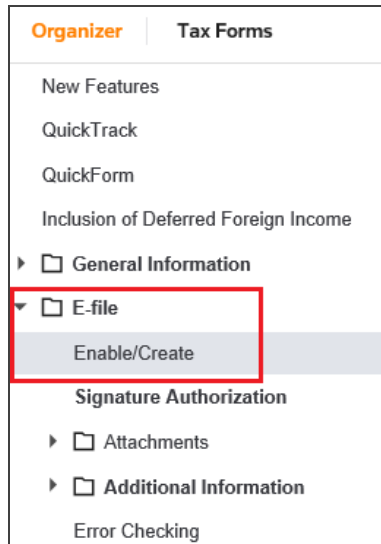 Organizer Tax Forms
New Features
QuickTrack
QuickForm
Inclusion of Deferred Foreign Income
General Information
E-file
Enable/Create
Signature Authorization
Attachments
Additional Information
Error Checking